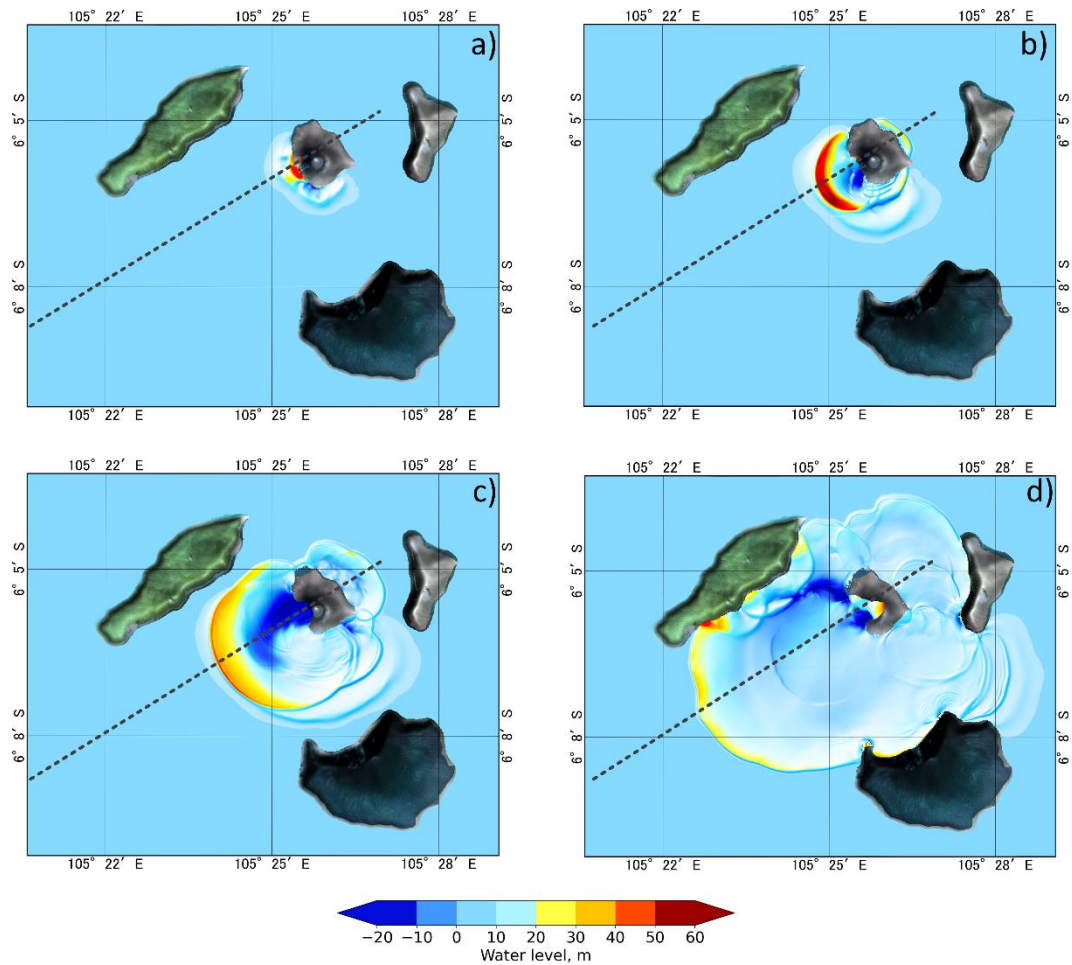 105° 22′ E 105° 25′ E 105° 28′ E 105° 22′ E 105° 25′ E 105° 28′ E
a) b)
6° 5′ S 6° 5′ S 6° 5′ S 6° 5′ S
6° 8′ S 6° 8′ S 6° 8′ S 6° 8′ S
105° 22′ E 105° 25′ E 105° 28′ E 105° 22′ E 105° 25′ E 105° 28′ E
105° 22′ E 105° 25′ E 105° 28′ E 105° 22′ E 105° 25′ E 105° 28′ E
c) d)
6° 5′ S 6° 5′ S 6° 5′ S 6° 5′ S
6° 8′ S 6° 8′ S 6° 8′ S 6° 8′ S
105° 22′ E 105° 25′ E 105° 28′ E 105° 22′ E 105° 25′ E 105° 28′ E
−20 −10 0 10 20 30 40 50 60
Water level, m